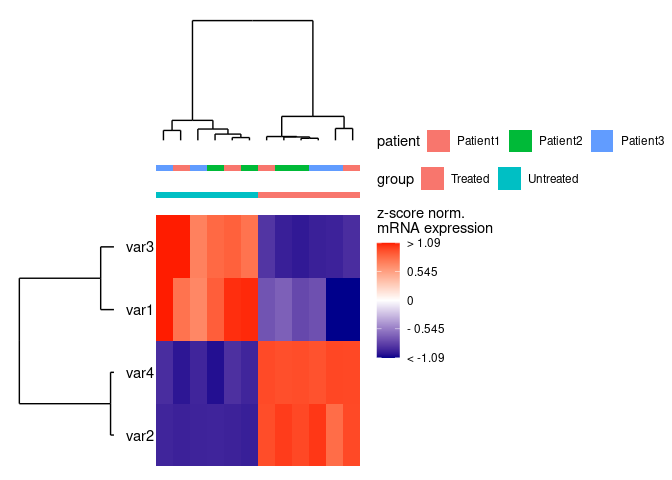 patient Patient1 Patient2 Patient3
group Treated Untreated
z-score norm.
mRNA expression
> 1.09
0.545
0
- 0.545
< -1.09
var3
var1
var4
var2